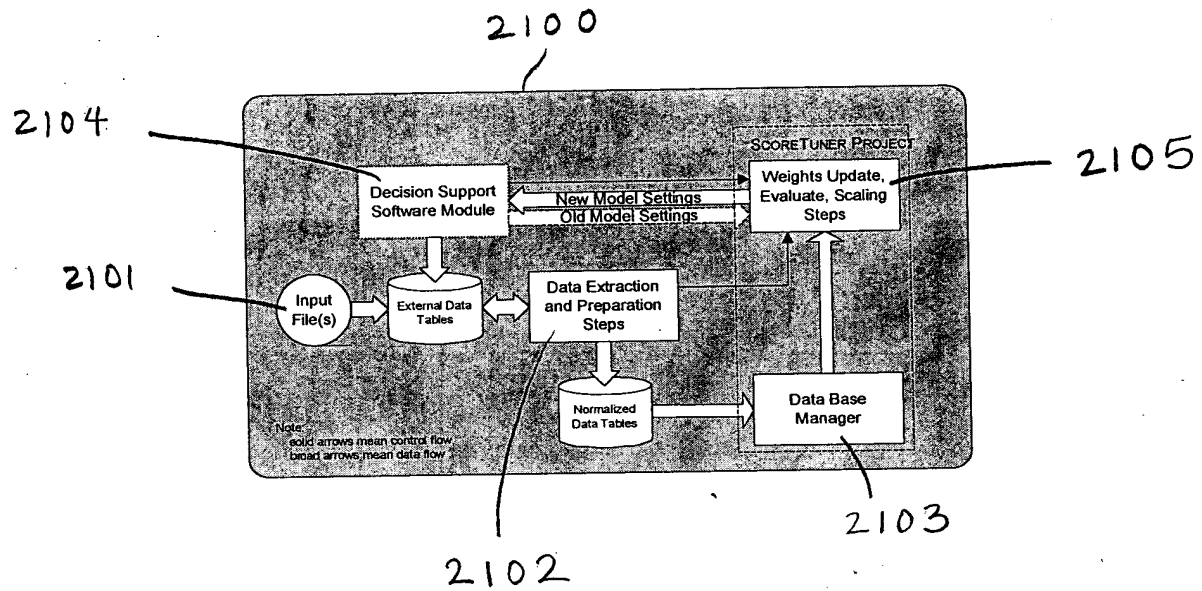 2100
2104
SCORETUNER PROJECT
2105
Decision Support
Software Module
New Model Settings
Old Model Settings
Weights Update,
Evaluate, Scaling
Steps
2101
Input
File(s)
External Data
Tables
Data Extraction
and Preparation
Steps
Normalized
Data Tables
Data Base
Manager
Note:
solid arrows mean control flow
broad arrows mean data flow
2103
2102